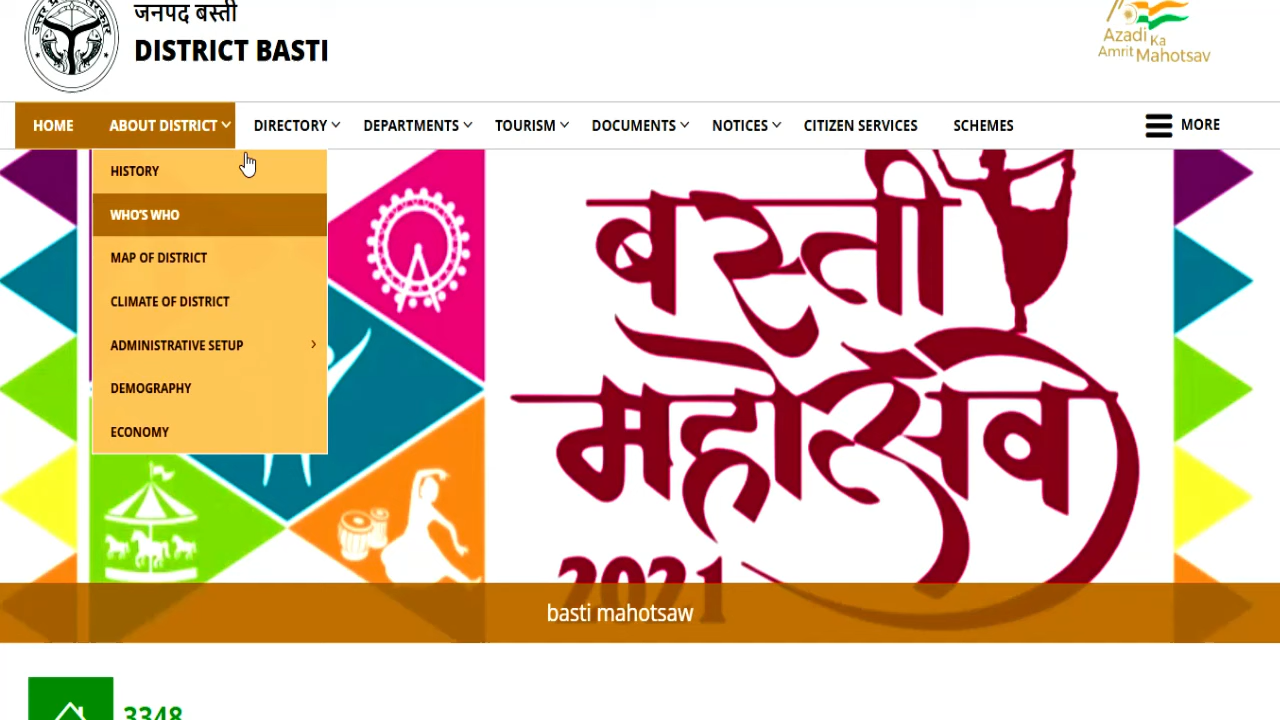 जनपद बस्ती
DISTRICT BASTI
Azadi Ka
Amrit Mahotsav
HOME ABOUT DISTRICT DIRECTORY DEPARTMENTS TOURISM DOCUMENTS NOTICES CITIZEN SERVICES SCHEMES MORE
HISTORY
WHO'S WHO
MAP OF DISTRICT
CLIMATE OF DISTRICT
ADMINISTRATIVE SETUP
DEMOGRAPHY
ECONOMY
बस्ती
महोत्सव
2021
basti mahotsaw
3348